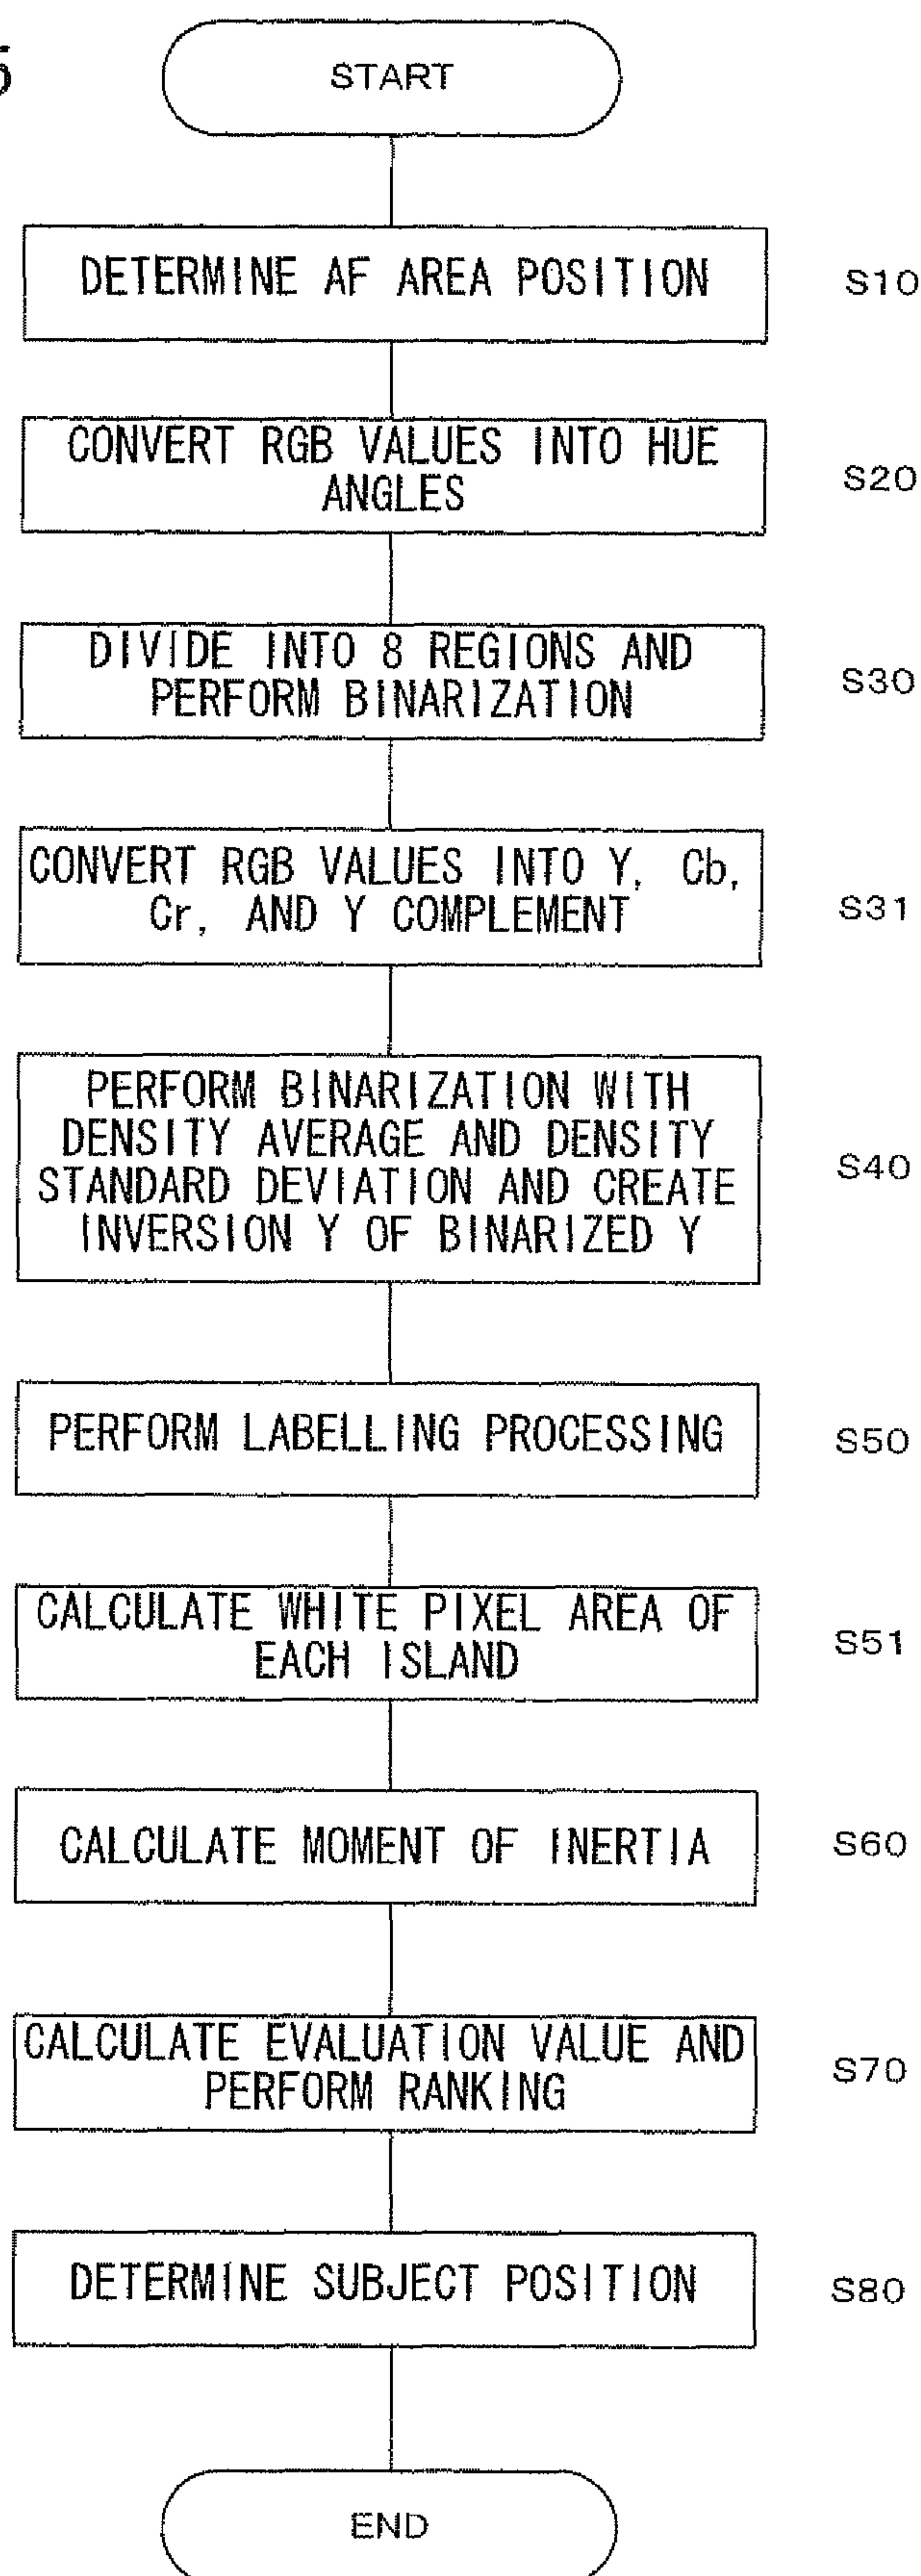 5
START
DETERMINE AF AREA POSITION
S10
CONVERT RGB VALUES INTO HUE
ANGLES
S20
DIVIDE INTO 8 REGIONS AND
PERFORM BINARIZATION
S30
CONVERT RGB VALUES INTO Y, Cb,
Cr, AND Y COMPLEMENT
S31
PERFORM BINARIZATION WITH
DENSITY AVERAGE AND DENSITY
STANDARD DEVIATION AND CREATE
INVERSION Y OF BINARIZED Y
S40
PERFORM LABELLING PROCESSING
S50
CALCULATE WHITE PIXEL AREA OF
EACH ISLAND
S51
CALCULATE MOMENT OF INERTIA
S60
CALCULATE EVALUATION VALUE AND
PERFORM RANKING
S70
DETERMINE SUBJECT POSITION
S80
END